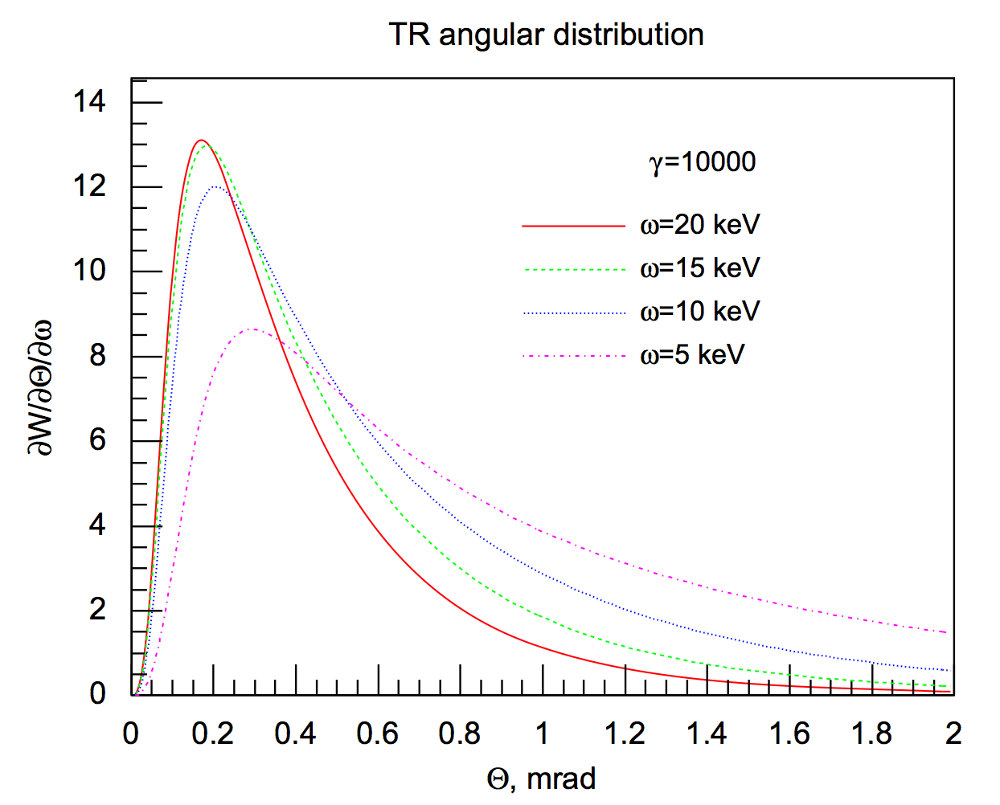 TR angular distribution
14
12
10
8
6
4
2
0
∂W/∂Θ/∂ω
γ=10000
ω=20 keV
ω=15 keV
ω=10 keV
ω=5 keV
0 0.2 0.4 0.6 0.8 1 1.2 1.4 1.6 1.8 2
Θ, mrad